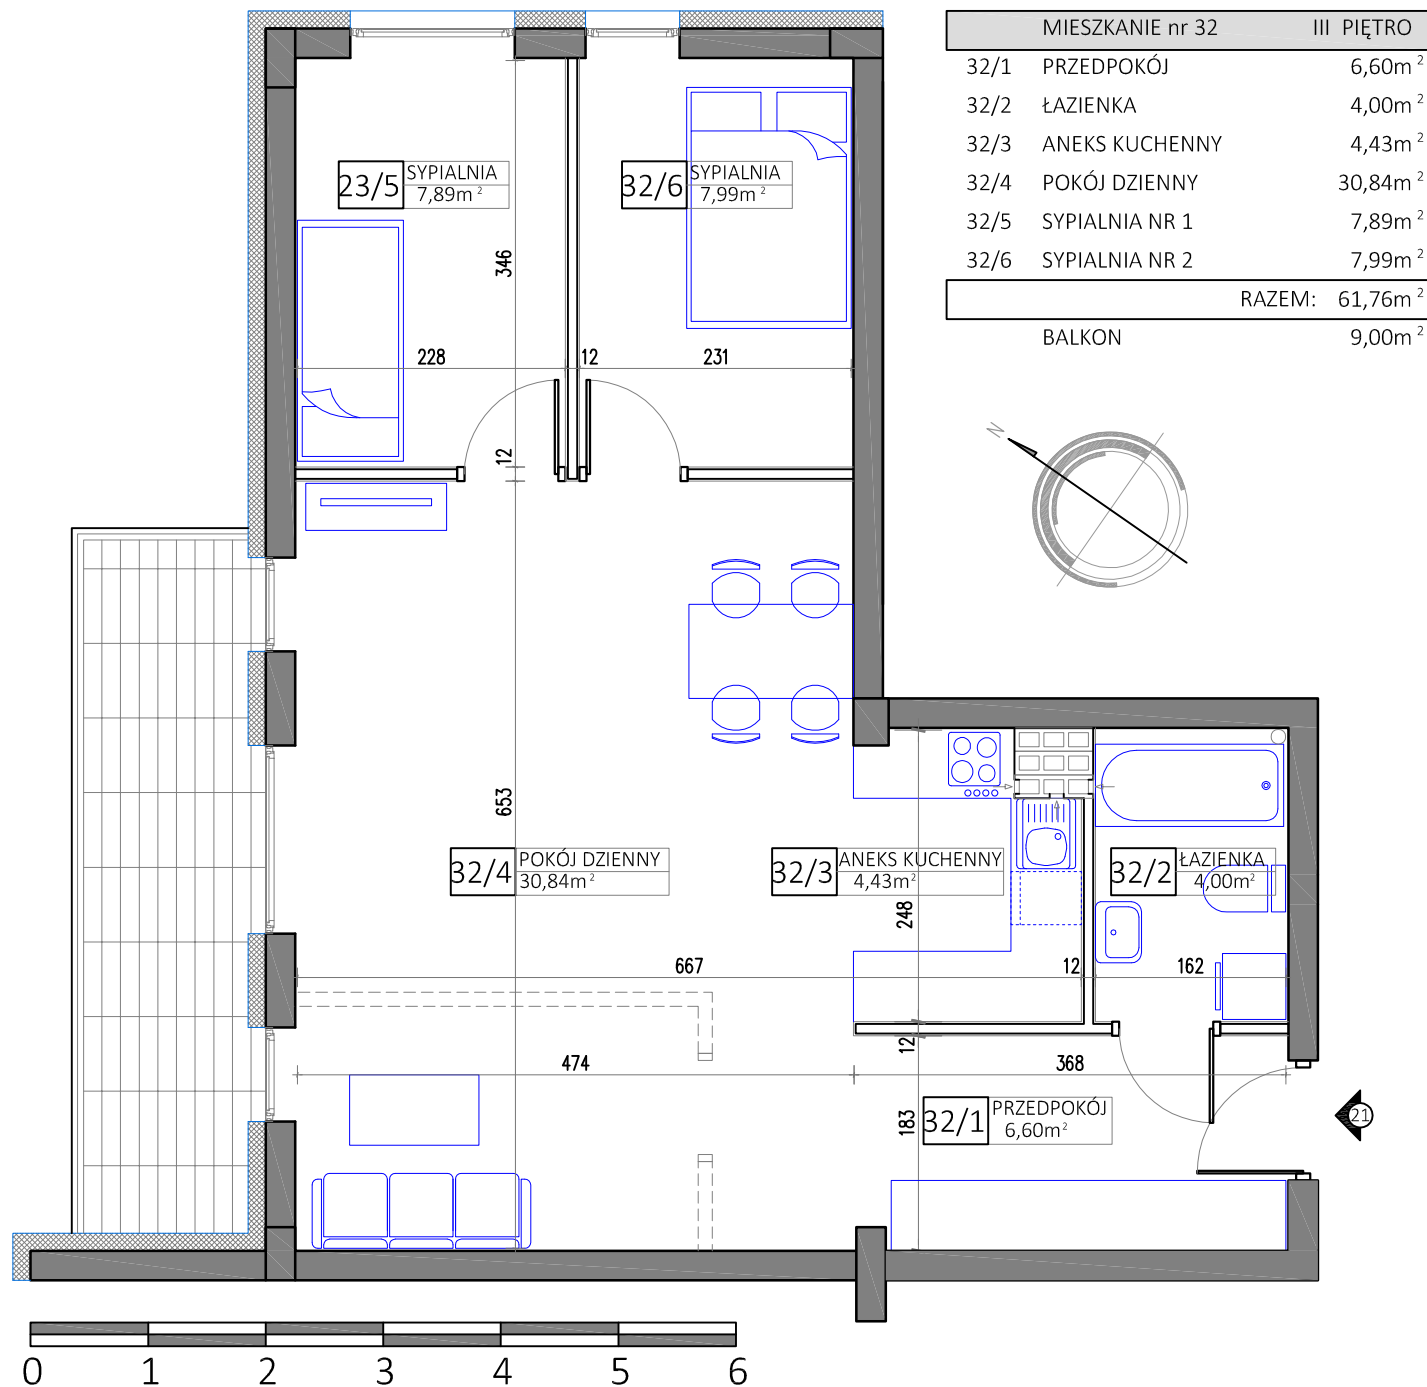 MIESZKANIE nr 32 III PIĘTRO
32/1 PRZEDPOKÓJ 6,60m²
32/2 ŁAZIENKA 4,00m²
32/3 ANEKS KUCHENNY 4,43m²
32/4 POKÓJ DZIENNY 30,84m²
32/5 SYPIALNIA NR 1 7,89m²
32/6 SYPIALNIA NR 2 7,99m²
RAZEM: 61,76m²
BALKON 9,00m²
23/5 SYPIALNIA
7,89m²
32/6 SYPIALNIA
7,99m²
346
228
12
231
12
N
653
32/4 POKÓJ DZIENNY
30,84m²
32/3 ANEKS KUCHENNY
4,43m²
32/2 ŁAZIENKA
4,00m²
248
667
12
162
12
474
368
183
32/1 PRZEDPOKÓJ
6,60m²
21
0 1 2 3 4 5 6